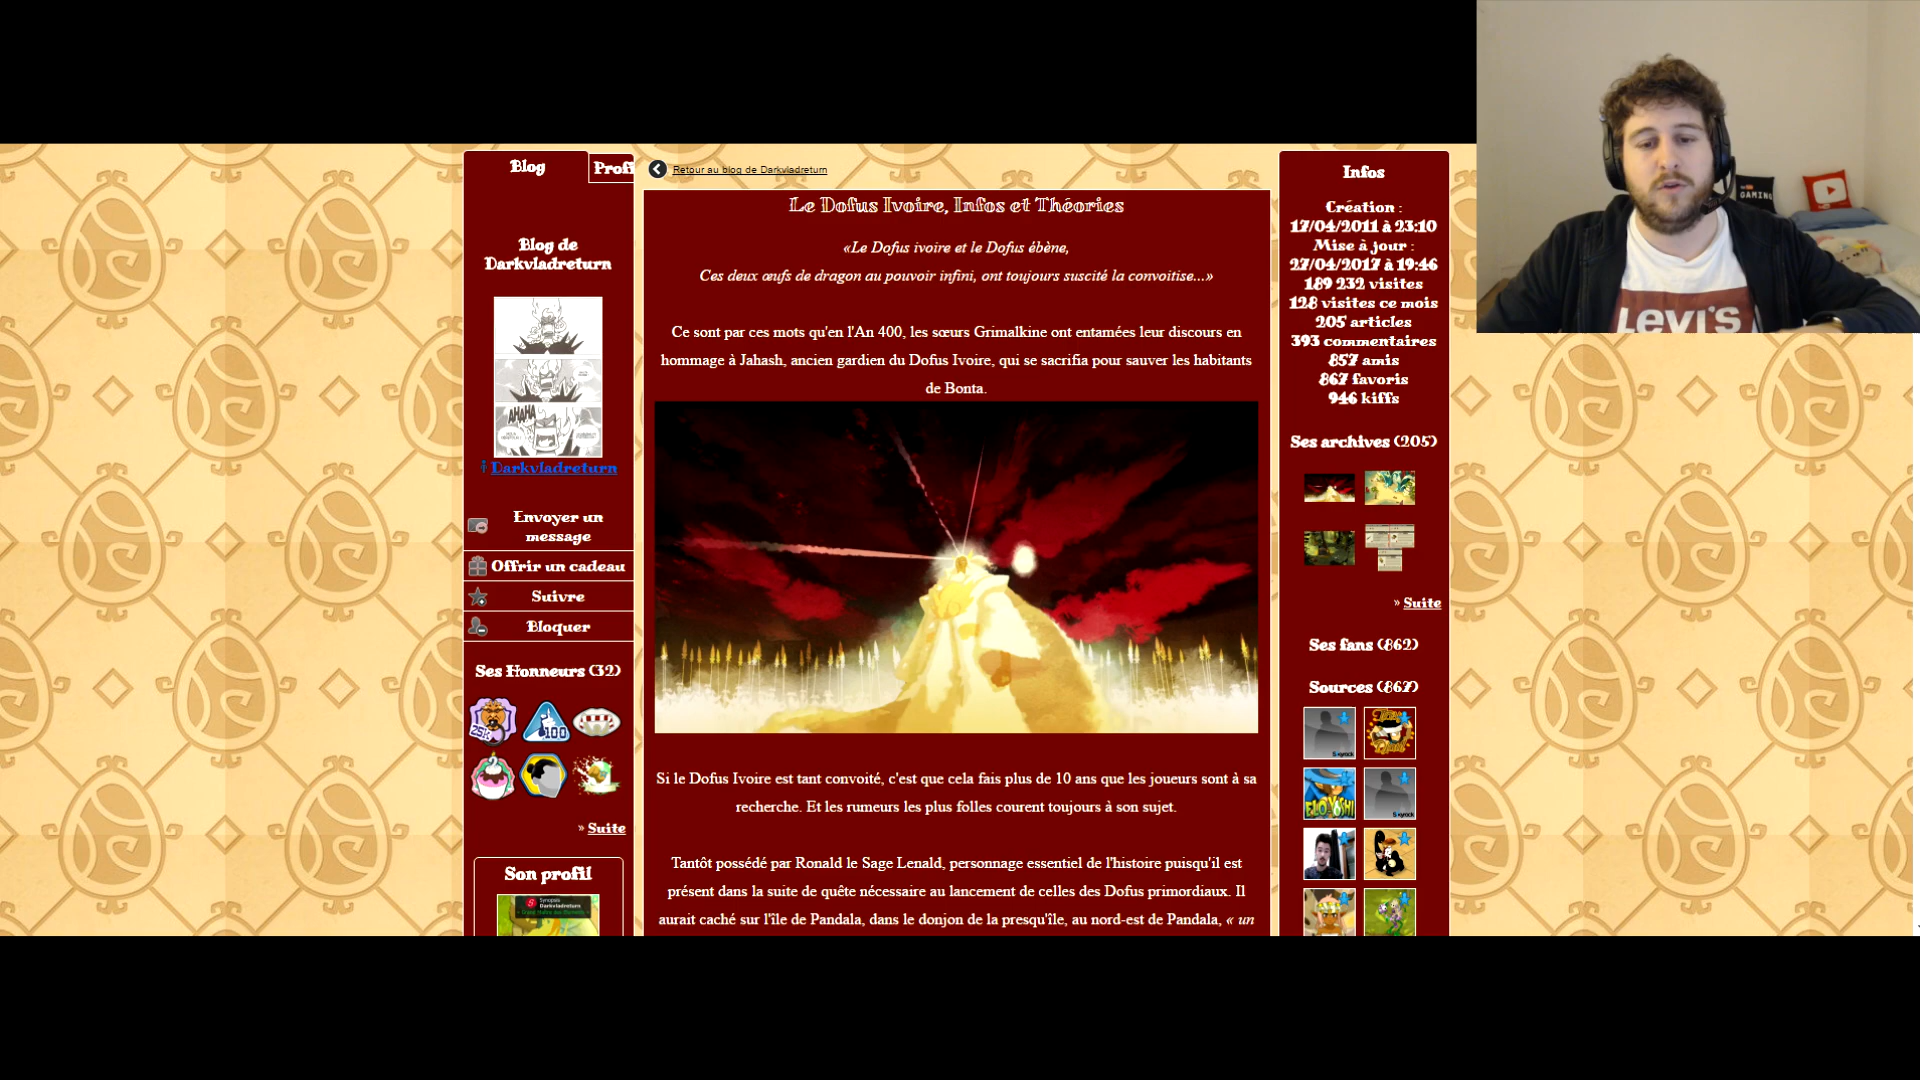 Blog
Profi
Blog de
Darkvladreturn
AHAHA
Darkvladreturn
Envoyer un
message
Offrir un cadeau
Suivre
Bloquer
Ses Honneurs (32)
25k
100
2
» Suite
Son profil
Synopsis
Darkvladreturn
Retour au blog de Darkvladreturn
Le Dofus Ivoire, Infos et Théories
«Le Dofus ivoire et le Dofus ébène,
Ces deux œufs de dragon au pouvoir infini, ont toujours suscité la convoitise...»
Ce sont par ces mots qu'en l'An 400, les sœurs Grimalkine ont entamées leur discours en
hommage à Jahash, ancien gardien du Dofus Ivoire, qui se sacrifia pour sauver les habitants
de Bonta.
Si le Dofus Ivoire est tant convoité, c'est que cela fais plus de 10 ans que les joueurs sont à sa
recherche. Et les rumeurs les plus folles courent toujours à son sujet.
Tantôt possédé par Ronald le Sage Lenald, personnage essentiel de l'histoire puisqu'il est
présent dans la suite de quête nécessaire au lancement de celles des Dofus primordiaux. Il
aurait caché sur l'île de Pandala, dans le donjon de la presqu'île, au nord-est de Pandala, « un
Infos
Création :
17/04/2011 à 23:10
Mise à jour :
27/04/2017 à 19:46
189 232 visites
128 visites ce mois
205 articles
393 commentaires
857 amis
867 favoris
946 kiffs
Ses archives (205)
» Suite
Ses fans (862)
Sources (867)
Skyrock
ELOYOSHI
Skyrock
GAMING
LEVI'S